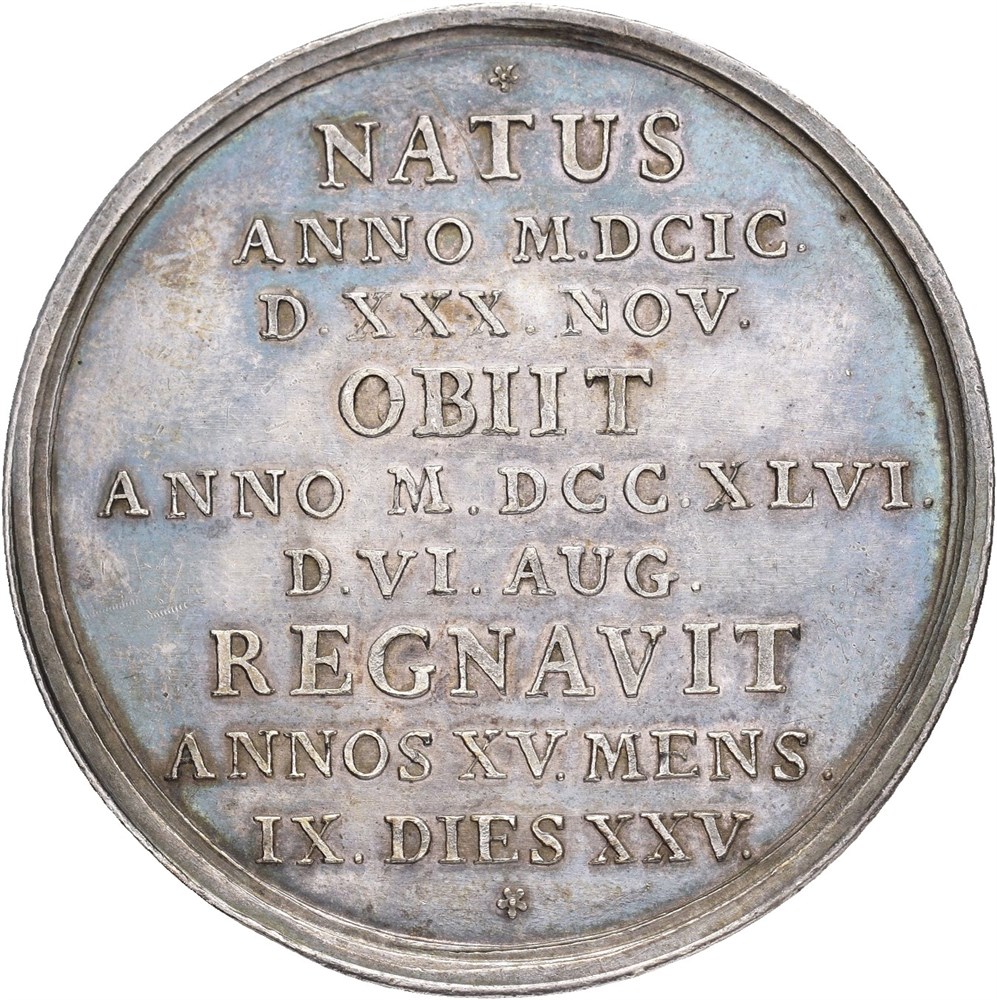 NATUS
ANNO M.DCIC.
D.XXX.NOV.
OBIIT
ANNO M.DCC.XLVI.
D.VI.AUG.
REGNAVIT
ANNOS XV.MENS.
IX.DIES XXV.